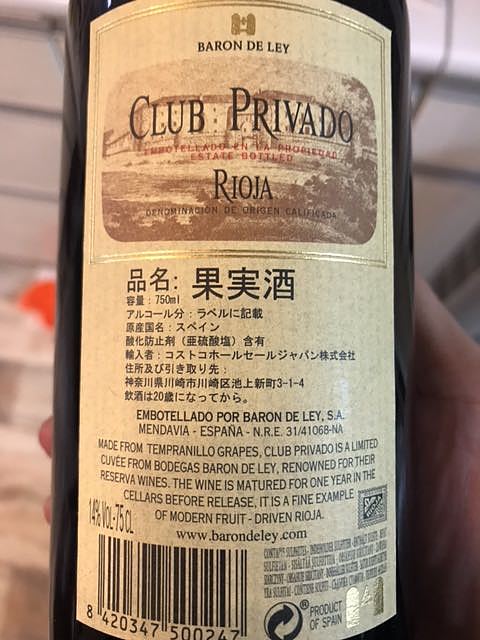 BARON DE LEY
CLUB PRIVADO
EMBOTELLADO EN LA PROPIEDAD
ESTATE BOTTLED
RIOJA
DENOMINACIÓN DE ORIGEN CALIFICADA
品名: 果実酒
容量：750ml
アルコール分：ラベルに記載
原産国名：スペイン
酸化防止剤（亜硫酸塩）含有
輸入者：コストコホールセールジャパン株式会社
住所及び引き取り先：
神奈川県川崎市川崎区池上新町3-1-4
飲酒は20歳になってから。
EMBOTELLADO POR BARON DE LEY, S.A.
MENDAVIA - ESPAÑA - N.R.E. 31/41068-NA
MADE FROM TEMPRANILLO GRAPES, CLUB PRIVADO IS A LIMITED
CUVÉE FROM BODEGAS BARON DE LEY, RENOWNED FOR THEIR
RESERVA WINES. THE WINE IS MATURED FOR ONE YEAR IN THE
CELLARS BEFORE RELEASE, IT IS A FINE EXAMPLE
OF MODERN FRUIT - DRIVEN RIOJA.
www.barondeley.com
14% VOL-75 CL
8 420347 500247
PRODUCT
OF SPAIN